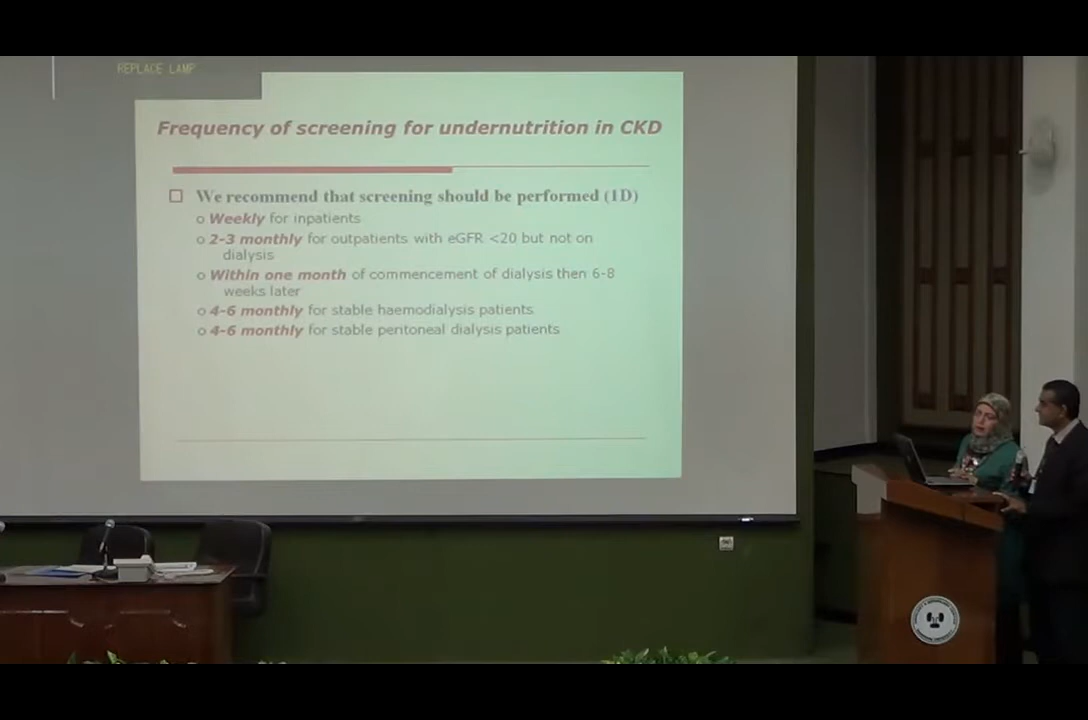 REPLACE LAMP
Frequency of screening for undernutrition in CKD
We recommend that screening should be performed (1D)
o Weekly for inpatients
o 2-3 monthly for outpatients with eGFR <20 but not on
dialysis
o Within one month of commencement of dialysis then 6-8
weeks later
o 4-6 monthly for stable haemodialysis patients
o 4-6 monthly for stable peritoneal dialysis patients